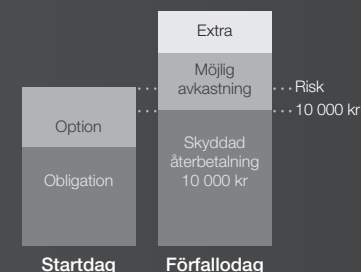 Extra
Möjlig
avkastning
Risk
10 000 kr
Option
Skyddad
återbetalning
10 000 kr
Obligation
Startdag
Förfallodag